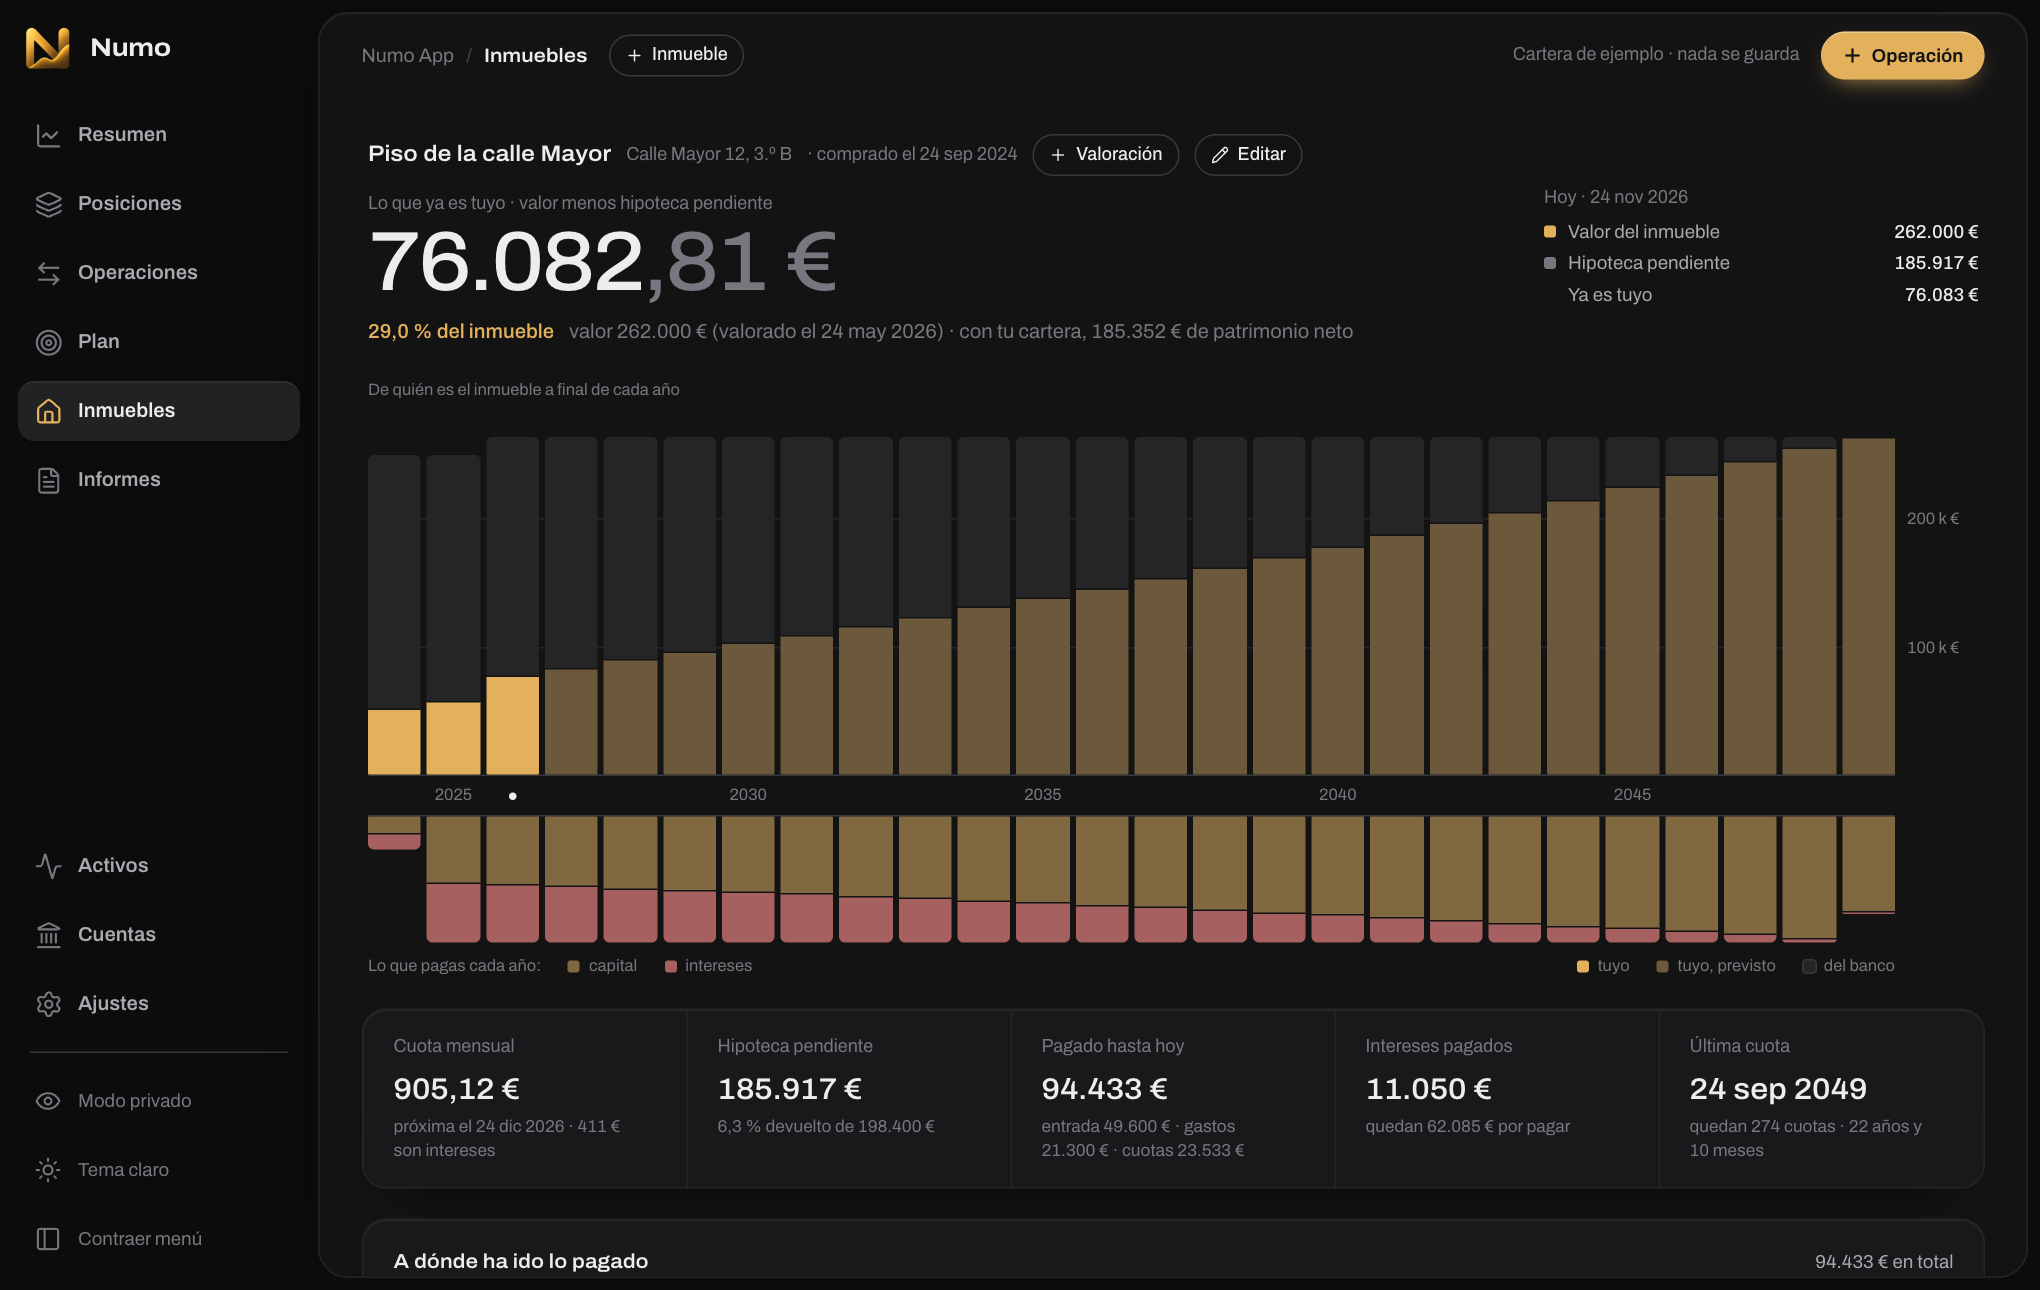 Numo
Resumen
Posiciones
Operaciones
Plan
Inmuebles
Informes
Activos
Cuentas
Ajustes
Modo privado
Tema claro
Contraer menú
Numo App / Inmuebles + Inmueble
Cartera de ejemplo · nada se guarda
+ Operación
Piso de la calle Mayor Calle Mayor 12, 3.º B · comprado el 24 sep 2024 + Valoración Editar
Lo que ya es tuyo · valor menos hipoteca pendiente
76.082,81 €
29,0 % del inmueble valor 262.000 € (valorado el 24 may 2026) · con tu cartera, 185.352 € de patrimonio neto
Hoy · 24 nov 2026
Valor del inmueble 262.000 €
Hipoteca pendiente 185.917 €
Ya es tuyo 76.083 €
De quién es el inmueble a final de cada año
200 k €
100 k €
2025 2030 2035 2040 2045
Lo que pagas cada año: capital intereses
tuyo tuyo, previsto del banco
Cuota mensual
905,12 €
próxima el 24 dic 2026 · 411 €
son intereses
Hipoteca pendiente
185.917 €
6,3 % devuelto de 198.400 €
Pagado hasta hoy
94.433 €
entrada 49.600 € · gastos
21.300 € · cuotas 23.533 €
Intereses pagados
11.050 €
quedan 62.085 € por pagar
Última cuota
24 sep 2049
quedan 274 cuotas · 22 años y
10 meses
A dónde ha ido lo pagado
94.433 € en total